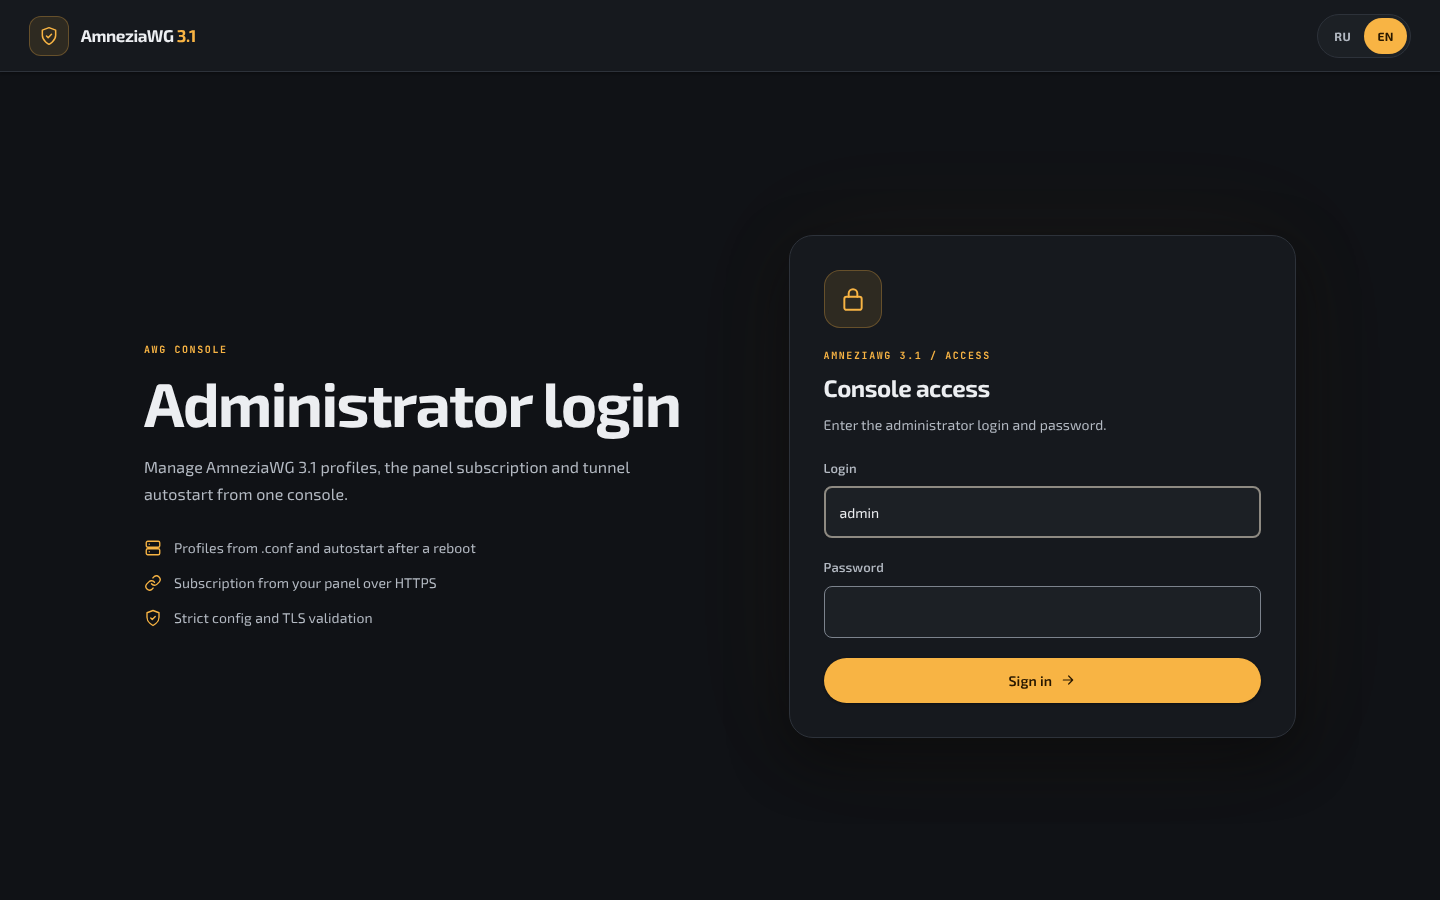 AmneziaWG 3.1
RU
EN
AWG CONSOLE
Administrator login
Manage AmneziaWG 3.1 profiles, the panel subscription and tunnel
autostart from one console.
Profiles from .conf and autostart after a reboot
Subscription from your panel over HTTPS
Strict config and TLS validation
AMNEZIAWG 3.1 / ACCESS
Console access
Enter the administrator login and password.
Login
admin
Password
Sign in →